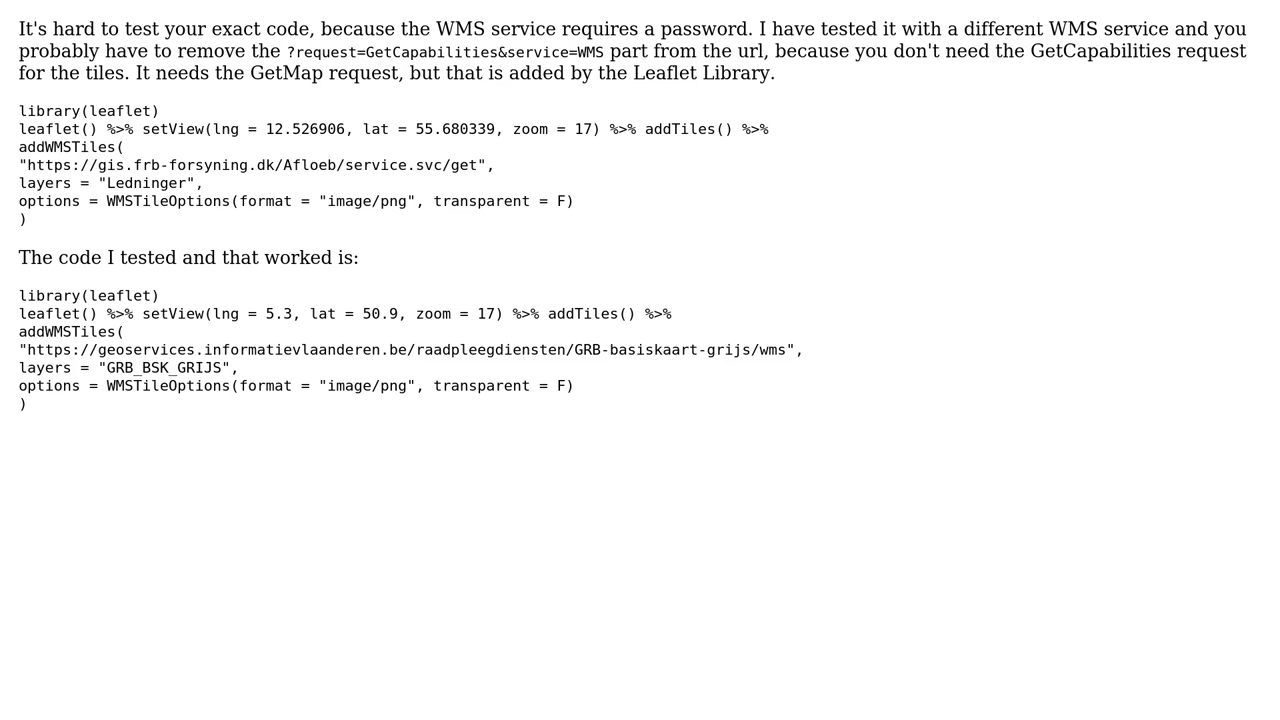 It's hard to test your exact code, because the WMS service requires a password. I have tested it with a different WMS service and you
probably have to remove the ?request=GetCapabilities&service=WMS part from the url, because you don't need the GetCapabilities request
for the tiles. It needs the GetMap request, but that is added by the Leaflet Library.
library(leaflet)
leaflet() %>% setView(lng = 12.526906, lat = 55.680339, zoom = 17) %>% addTiles() %>%
addWMSTiles(
"https://gis.frb-forsyning.dk/Afloeb/service.svc/get",
layers = "Ledninger",
options = WMSTileOptions(format = "image/png", transparent = F)
)
The code I tested and that worked is:
library(leaflet)
leaflet() %>% setView(lng = 5.3, lat = 50.9, zoom = 17) %>% addTiles() %>%
addWMSTiles(
"https://geoservices.informatievlaanderen.be/raadpleegdiensten/GRB-basiskaart-grijs/wms",
layers = "GRB_BSK_GRIJS",
options = WMSTileOptions(format = "image/png", transparent = F)
)